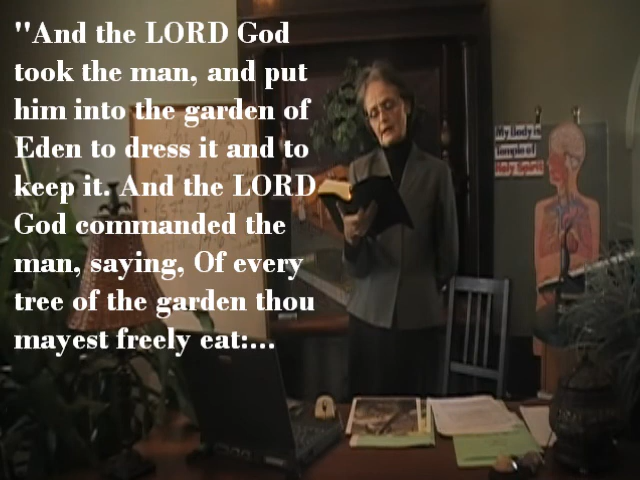 "And the LORD God
took the man, and put
him into the garden of
Eden to dress it and to
keep it. And the LORD
God commanded the
man, saying, Of every
tree of the garden thou
mayest freely eat:...
My Body is
Temple of
Holy Spirit